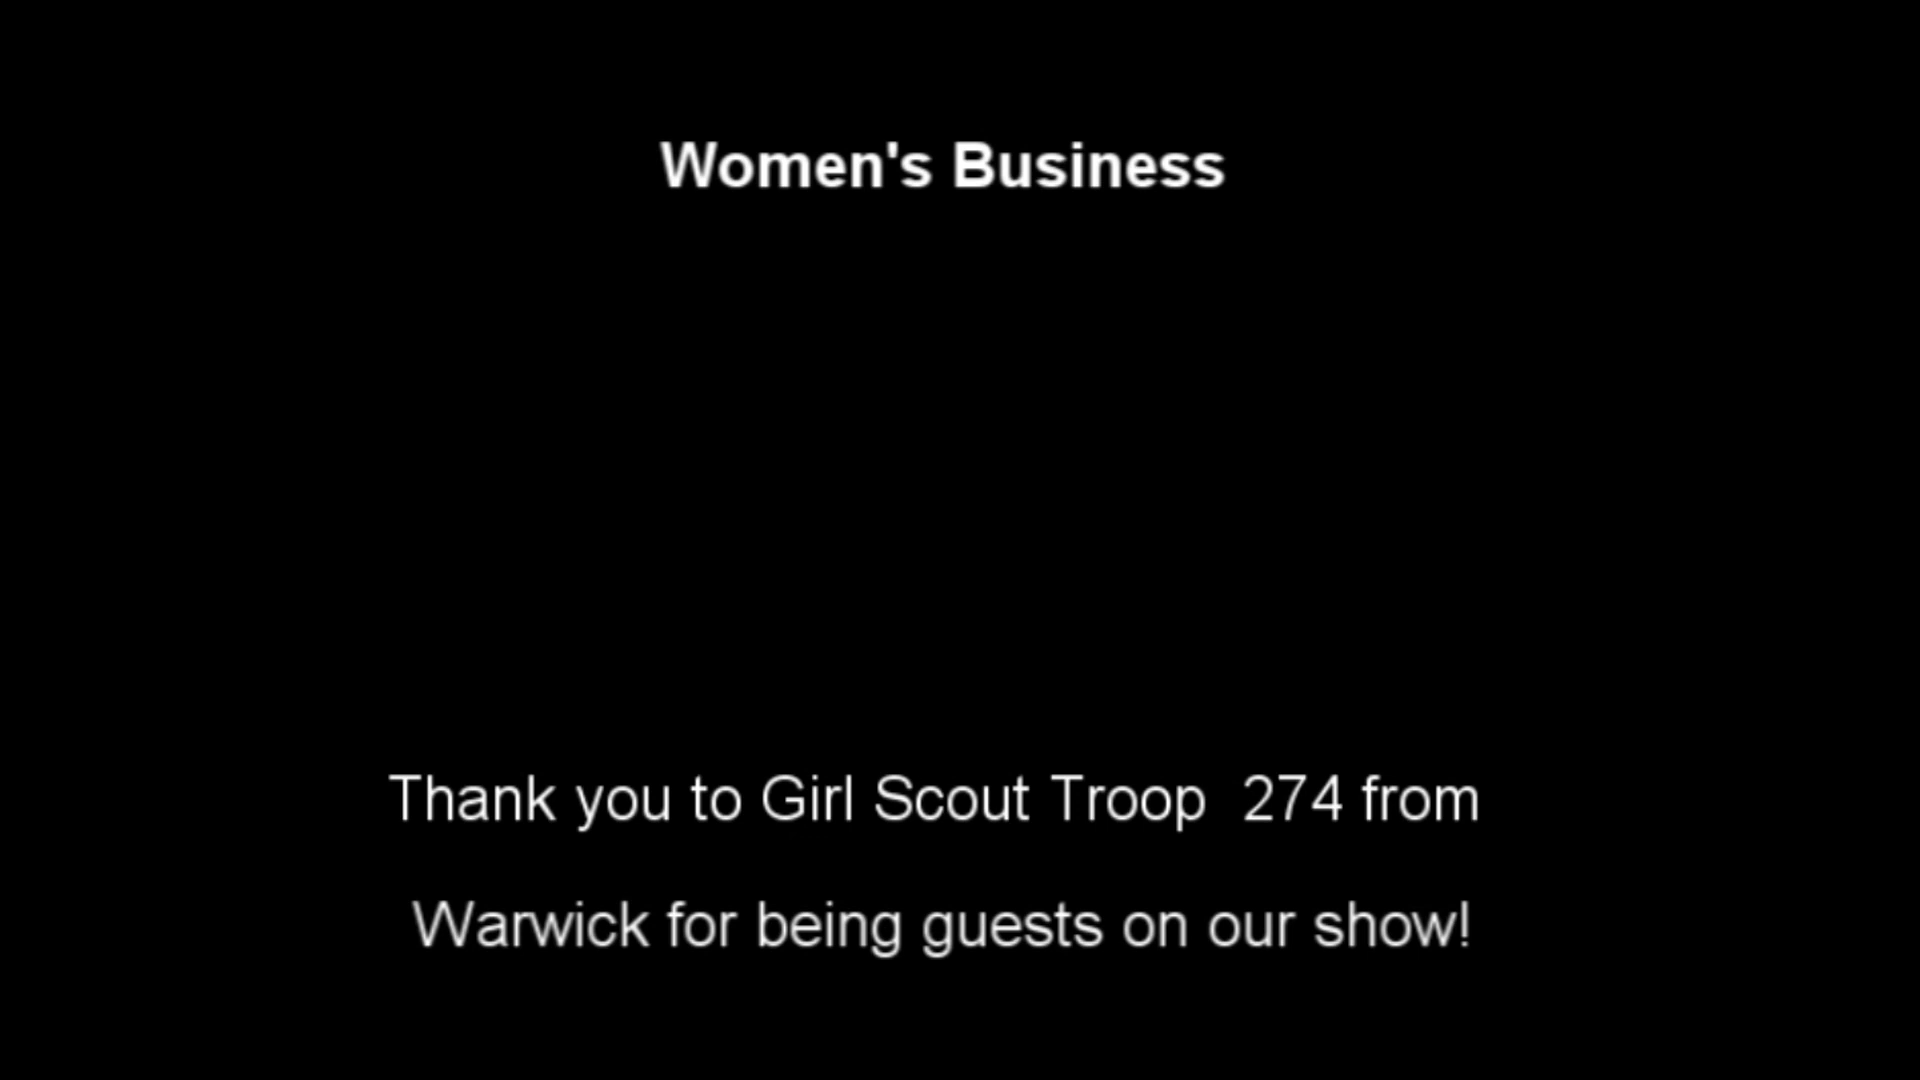 Women's Business
Thank you to Girl Scout Troop  274 from
Warwick for being guests on our show!